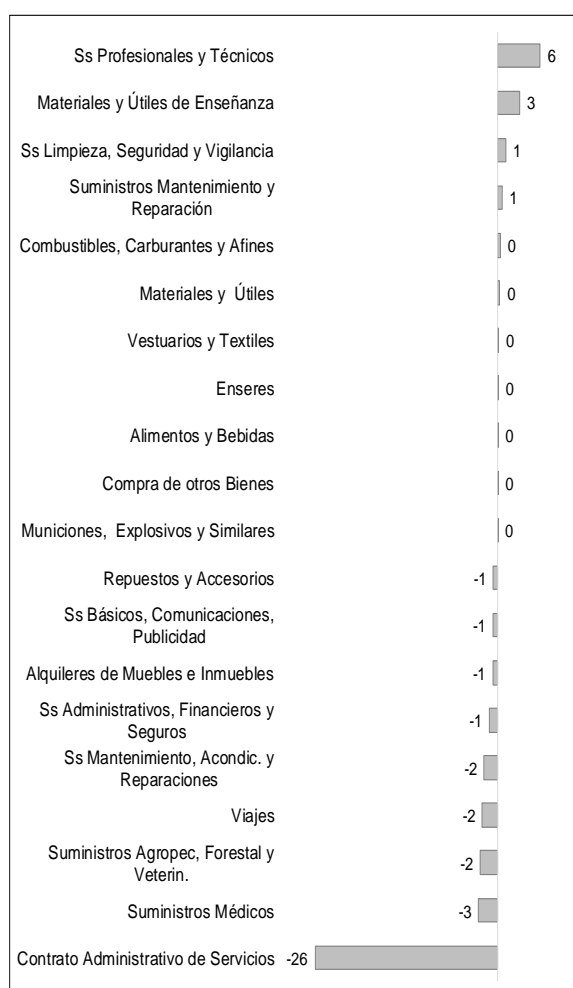 Ss Profesionales y Técnicos 6
Materiales y Útiles de Enseñanza 3
Ss Limpieza, Seguridad y Vigilancia 1
Suministros Mantenimiento y
Reparación 1
Combustibles, Carburantes y Afines 0
Materiales y Útiles 0
Vestuarios y Textiles 0
Enseres 0
Alimentos y Bebidas 0
Compra de otros Bienes 0
Municiones, Explosivos y Similares 0
Repuestos y Accesorios -1
Ss Básicos, Comunicaciones,
Publicidad -1
Alquileres de Muebles e Inmuebles -1
Ss Administrativos, Financieros y
Seguros -1
Ss Mantenimiento, Acondic. y
Reparaciones -2
Viajes -2
Suministros Agropec, Forestal y
Veterin. -2
Suministros Médicos -3
Contrato Administrativo de Servicios -26